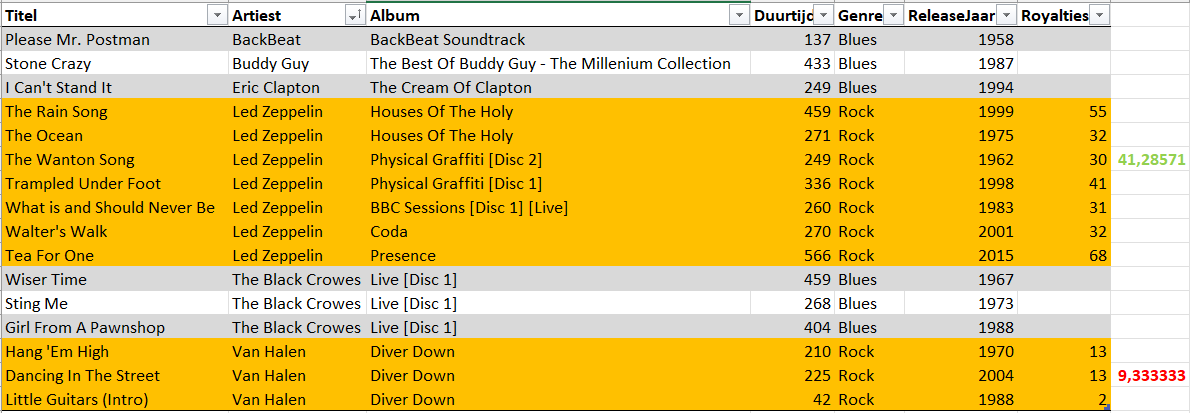 Titel Artiest Album Duurtijd Genre ReleaseJaar Royalties
Please Mr. Postman BackBeat BackBeat Soundtrack 137 Blues 1958
Stone Crazy Buddy Guy The Best Of Buddy Guy - The Millenium Collection 433 Blues 1987
I Can't Stand It Eric Clapton The Cream Of Clapton 249 Blues 1994
The Rain Song Led Zeppelin Houses Of The Holy 459 Rock 1999 55
The Ocean Led Zeppelin Houses Of The Holy 271 Rock 1975 32
The Wanton Song Led Zeppelin Physical Graffiti [Disc 2] 249 Rock 1962 30 41,28571
Trampled Under Foot Led Zeppelin Physical Graffiti [Disc 1] 336 Rock 1998 41
What is and Should Never Be Led Zeppelin BBC Sessions [Disc 1] [Live] 260 Rock 1983 31
Walter's Walk Led Zeppelin Coda 270 Rock 2001 32
Tea For One Led Zeppelin Presence 566 Rock 2015 68
Wiser Time The Black Crowes Live [Disc 1] 459 Blues 1967
Sting Me The Black Crowes Live [Disc 1] 268 Blues 1973
Girl From A Pawnshop The Black Crowes Live [Disc 1] 404 Blues 1988
Hang 'Em High Van Halen Diver Down 210 Rock 1970 13
Dancing In The Street Van Halen Diver Down 225 Rock 2004 13 9,333333
Little Guitars (Intro) Van Halen Diver Down 42 Rock 1988 2